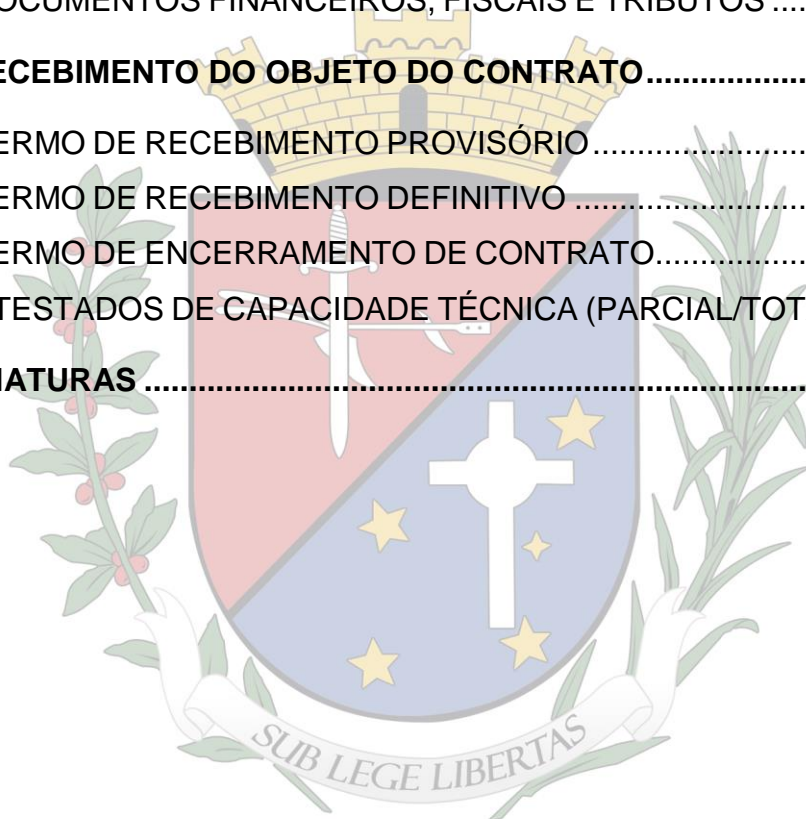 OCUMENTOS FINANCEIROS, FISCAIS E TRIBUTOS ....
ECEBIMENTO DO OBJETO DO CONTRATO..................
ERMO DE RECEBIMENTO PROVISÓRIO........................
ERMO DE RECEBIMENTO DEFINITIVO ..........................
ERMO DE ENCERRAMENTO DE CONTRATO.................
TESTADOS DE CAPACIDADE TÉCNICA (PARCIAL/TOT
NATURAS ..........................................................................
SUB LEGE LIBERTAS